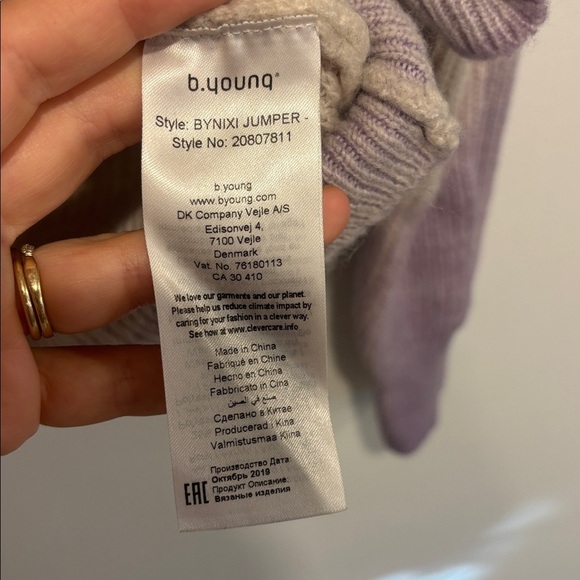 b.young®
Style: BYNIXI JUMPER -
Style No: 20807811
b.young
www.byoung.com
DK Company Vejle A/S
Edisonvej 4,
7100 Vejle
Denmark
Vat. No. 76180113
CA 30 410
We love our garments and our planet.
Please help us reduce climate impact by
caring for your fashion in a clever way.
See how at www.clevercare.info
Made in China
Fabriqué en Chine
Hecho en China
Fabbricato in Cina
صنع في الصين
Сделано в Китае
Producerad i Kina
Valmistusmaa Kiina
Производство Дата:
Октябрь 2019
EAC Продукт Описание:
Вязаные изделия